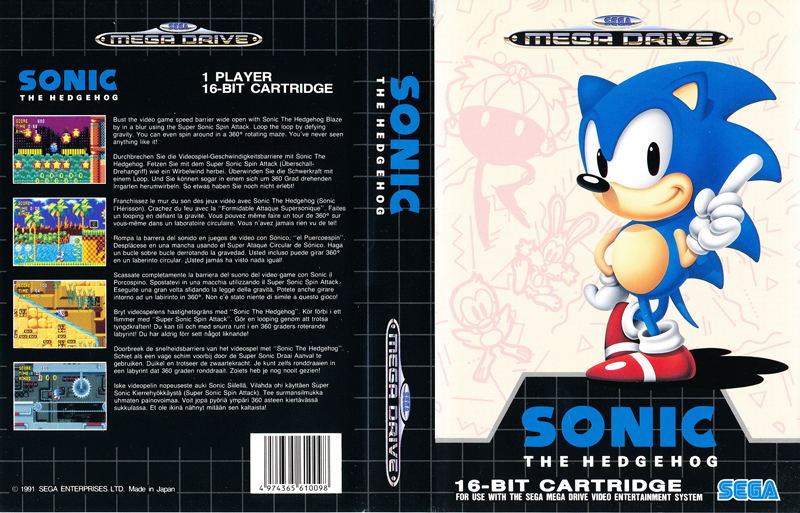 SEGA
MEGA DRIVE
SONIC
THE HEDGEHOG
1 PLAYER
16-BIT CARTRIDGE
Bust the video game speed barrier wide open with Sonic The Hedgehog.Blaze
by in a blur using the Super Sonic Spin Attack. Loop the loop by defying
gravity. You can even spin around in a 360° rotating maze. You've never seen
anything like it!
Durchbrechen Sie die Videospiel-Geschwindigkeitsbarriere mit Sonic The
Hedgehog. Fetzen Sie mit dem Super Sonic Spin Attack (Überschall-
Drehangriff) wie ein Wirbelwind herbei. Überwinden Sie die Schwerkraft mit
einem Loop. Und Sie können sogar in einem sich um 360 Grad drehenden
Irrgarten herumwirbeln. So etwas haben Sie noch nicht erlebt!
Franchissez le mur du son des jeux vidéo avec Sonic The Hedgehog (Sonic
l'Hérisson). Crachez du feu avec la "Formidable Attaque Supersonique". Faites
un looping en défiant la gravité. Vous pouvez même faire un tour de 360° sur
vous-même dans un laboratoire circulaire. Vous n'avez jamais rien vu de tel!
Rompa la barrera del sonido en juegos de video con Sónico, "el Puercoespin".
Desplácese en una mancha usando el Super Ataque Circular de Sónico. Haga
un bucle sobre bucle derrotando la gravedad. Usted incluso puede girar 360°
en un laberinto circular. ¡Usted jamás ha visto nada igual!
Scassate completamente la barriera del suono del video game con Sonic il
Porcospino. Spostatevi in una macchia utilizzando il Super Sonic Spin Attack.
Eseguite una gran volta sfidando la legge della gravità. Potete anche girare
intorno ad un labirinto in 360°. Non c'è stato niente di simile a questo gioco!
Bryt videospelens hastighetsgräns med "Sonic The Hedgehog". Kör förbi i ett
flimmer med "Super Sonic Spin Attack". Gör en looping genom att trotsa
tyngdkraften! Du kan till och med snurra runt i en 360 graders roterande
labyrint! Du har aldrig förr sett något liknande!
Doorbreek de snelheidsbarriers van het videospel met "Sonic The Hedgehog".
Schiet als een vage schim voorbij door de Super Sonic Draai Aanval te
gebruiken. Duikel en trotseer de zwaartekracht. Je kunt zelfs ronddraaien in
een labyrint dat 360 graden ronddraait. Zoiets heb je nog nooit gezien!
Iske videopelin nopeuseste auki Sonic Siilellä. Vilahda ohi käyttäen Super
Sonic Kierrehyökkäystä (Super Sonic Spin Attack). Tee surmansilmukka
uhmaten painovoimaa. Voit jopa pyöriä ympäri 360 asteen kiertävässä
sukkulassa. Et ole ikinä nähnyt mitään sen kaltaista!
© 1991 SEGA ENTERPRISES LTD. Made in Japan
4 974365 610098
SONIC
THE HEDGEHOG
SEGA
MEGA DRIVE
SEGA
MEGA DRIVE
SONIC
THE HEDGEHOG
16-BIT CARTRIDGE
FOR USE WITH THE SEGA MEGA DRIVE VIDEO ENTERTAINMENT SYSTEM
SEGA